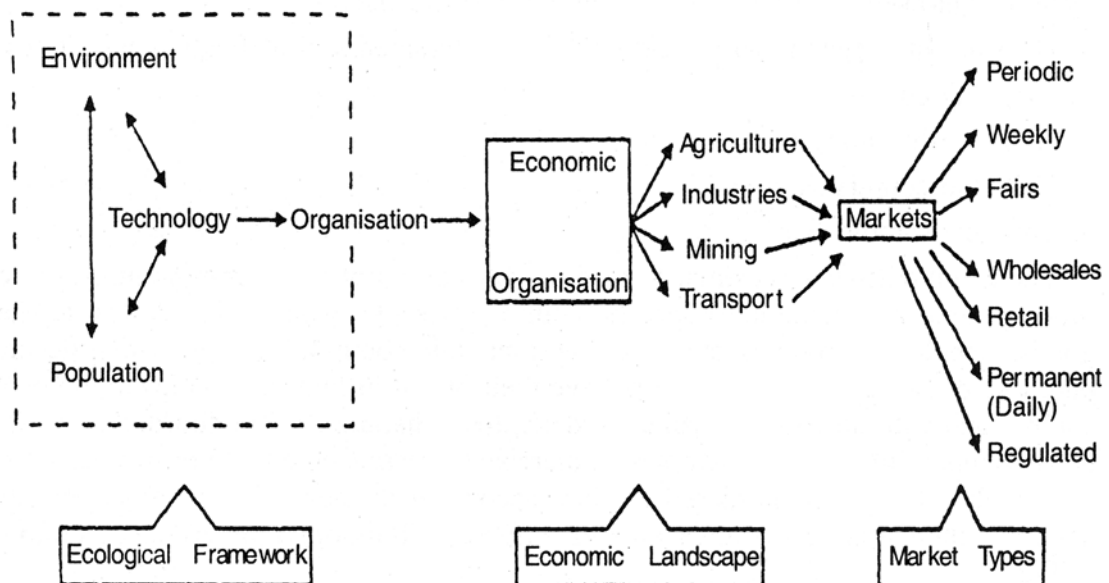 Environment
Technology
Population
Organisation
Economic
Organisation
Agriculture
Industries
Mining
Transport
Markets
Periodic
Weekly
Fairs
Wholesales
Retail
Permanent
(Daily)
Regulated
Ecological Framework
Economic Landscape
Market Types